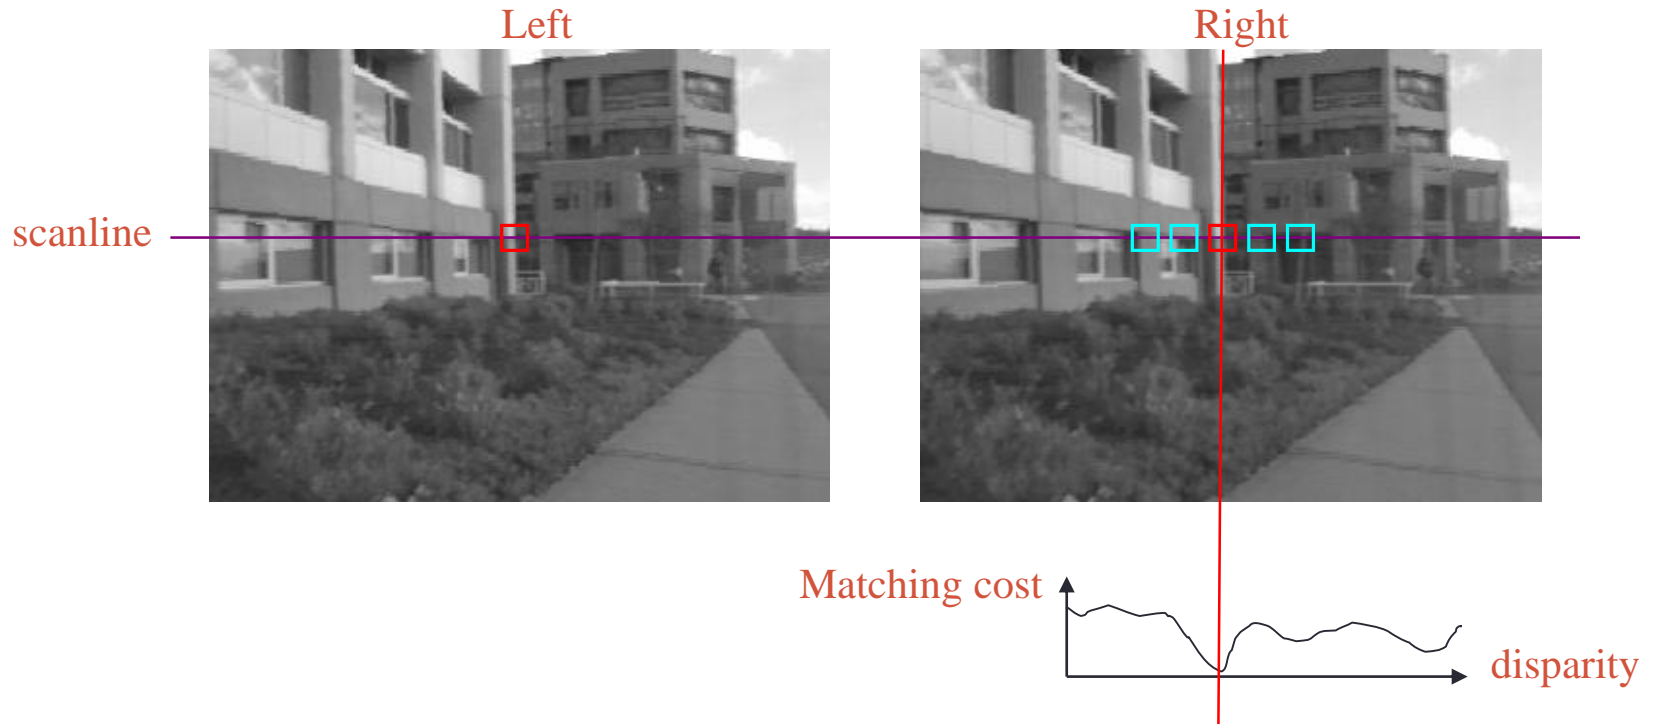 Left
Right
scanline
Matching cost
disparity